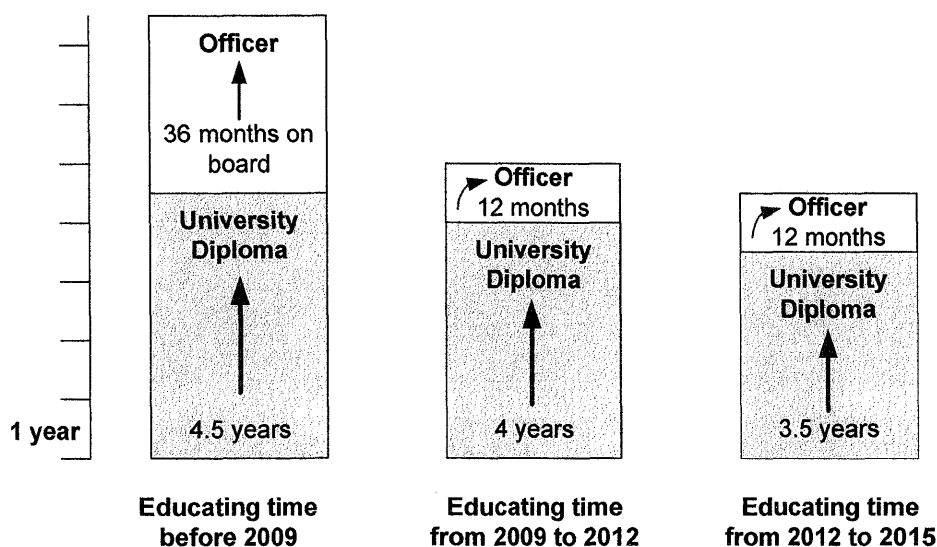 Officer
36 months on
board
University
Diploma
4.5 years
Officer
12 months
University
Diploma
4 years
Officer
12 months
University
Diploma
3.5 years
1 year
Educating time
before 2009
Educating time
from 2009 to 2012
Educating time
from 2012 to 2015